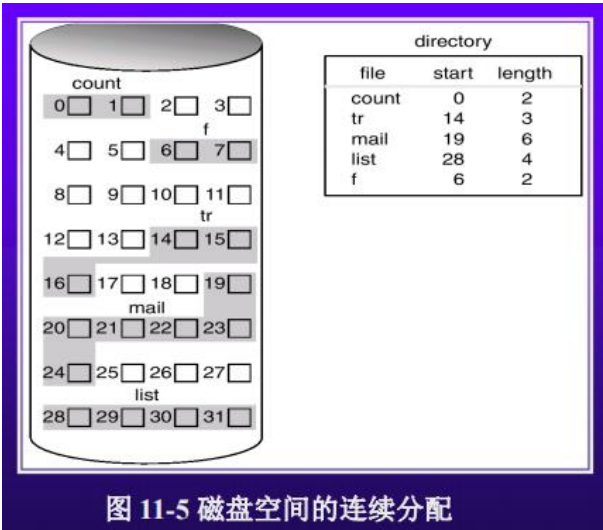 count
0 1 2 3
f
4 5 6 7
8 9 10 11
tr
12 13 14 15
16 17 18 19
mail
20 21 22 23
24 25 26 27
list
28 29 30 31
directory
file start length
count 0 2
tr 14 3
mail 19 6
list 28 4
f 6 2
图 11-5 磁盘空间的连续分配